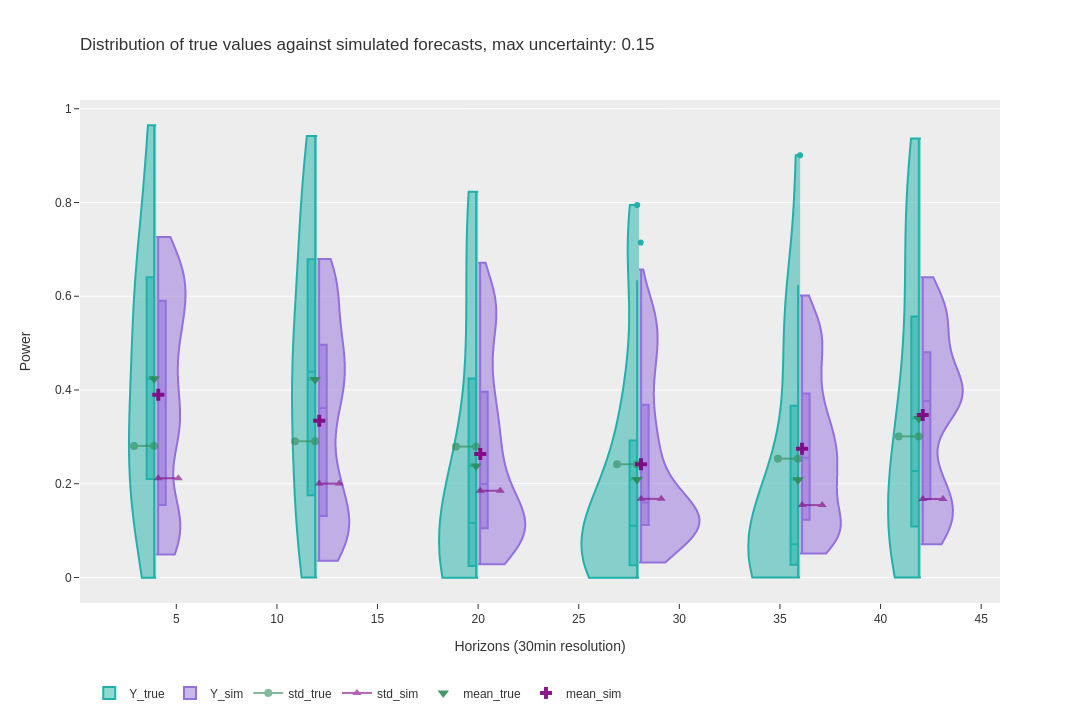 Distribution of true values against simulated forecasts, max uncertainty: 0.15
1
0.8
0.6
0.4
0.2
0
Power
5 10 15 20 25 30 35 40 45
Horizons (30min resolution)
Y_true Y_sim std_true std_sim mean_true mean_sim